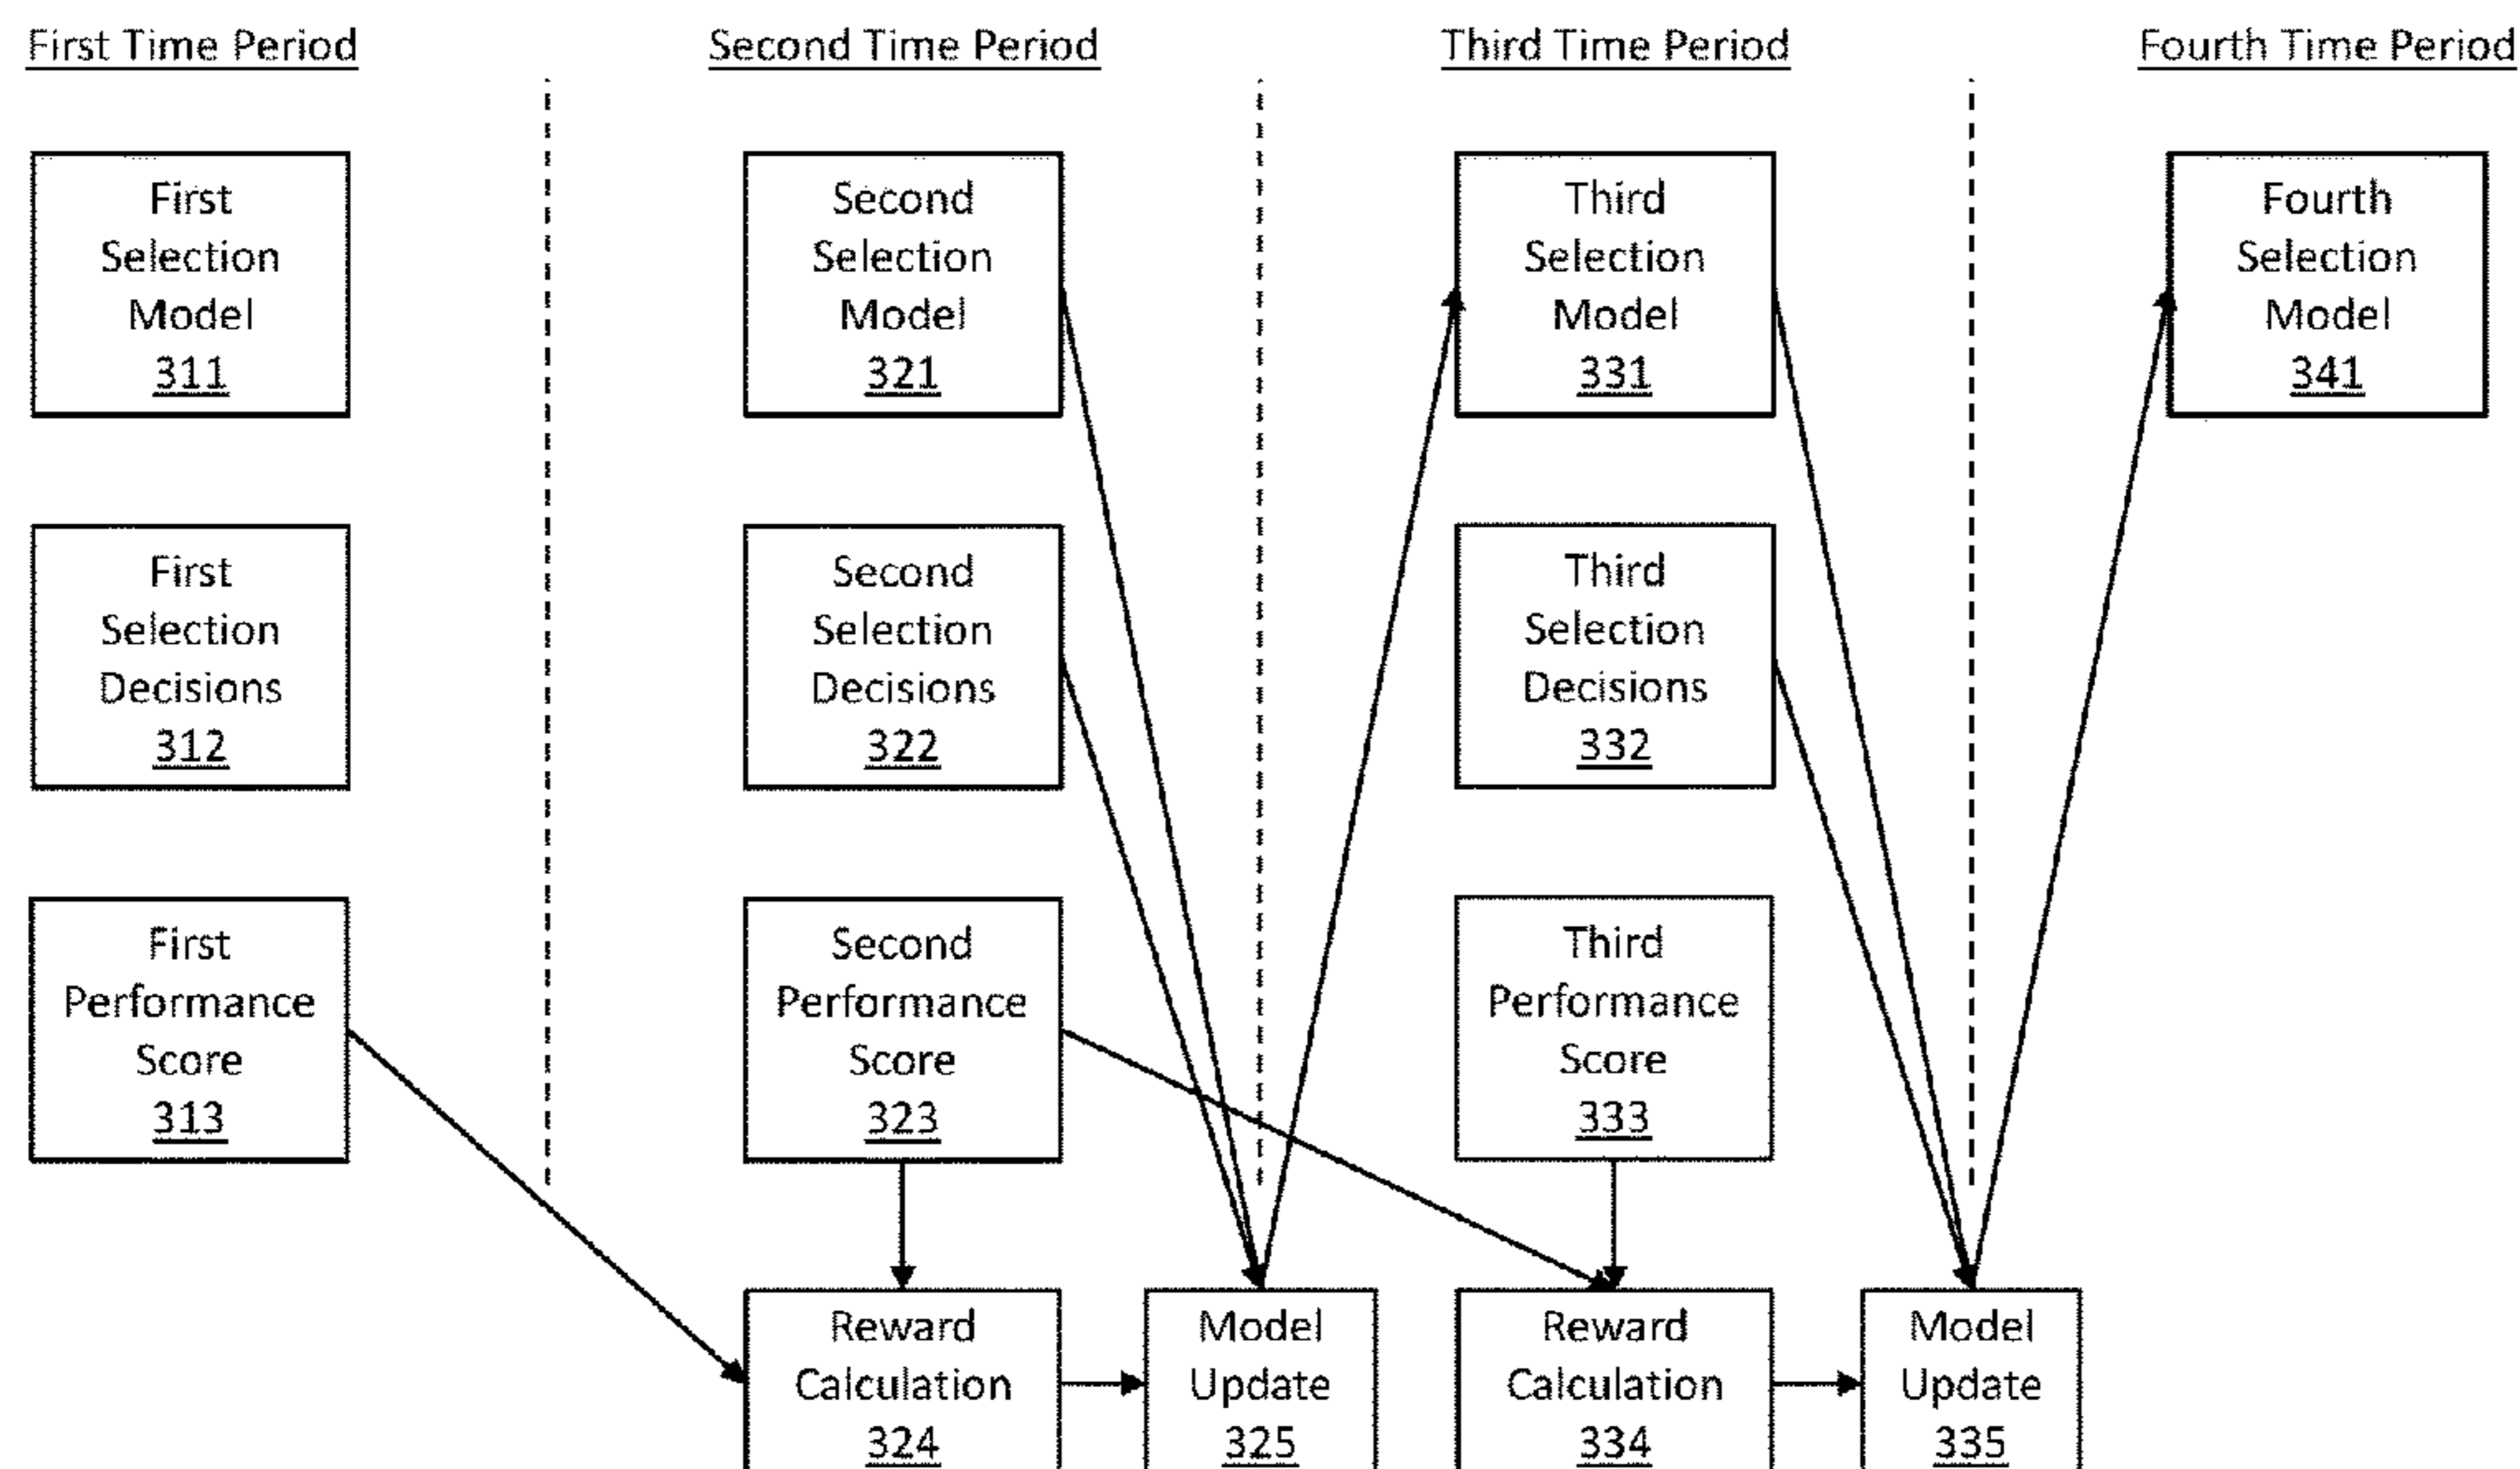 First Time Period
Second Time Period
Third Time Period
Fourth Time Period
First
Selection
Model
311
Second
Selection
Model
321
Third
Selection
Model
331
Fourth
Selection
Model
341
First
Selection
Decisions
312
Second
Selection
Decisions
322
Third
Selection
Decisions
332
First
Performance
Score
313
Second
Performance
Score
323
Third
Performance
Score
333
Reward
Calculation
324
Model
Update
325
Reward
Calculation
334
Model
Update
335